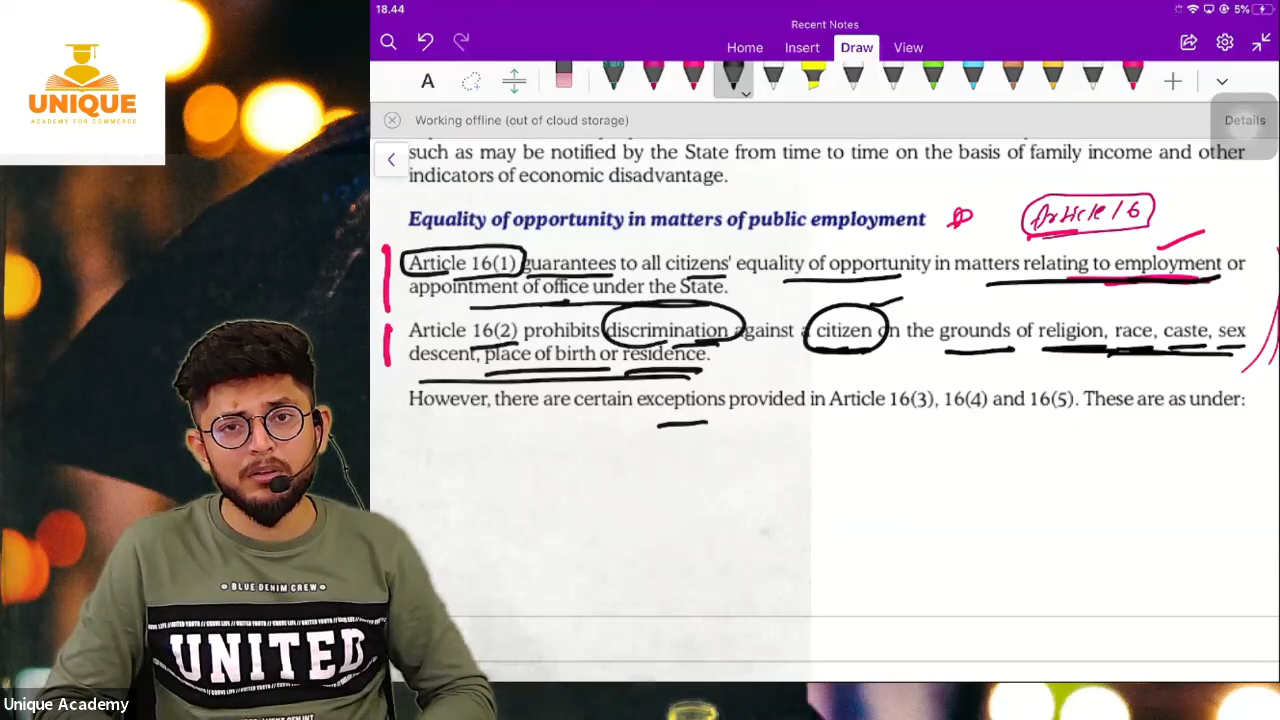 18.44
5%
Recent Notes
Home Insert Draw View
A
Working offline (out of cloud storage)
Details
UNIQUE
ACADEMY FOR COMMERCE
such as may be notified by the State from time to time on the basis of family income and other
indicators of economic disadvantage.
Equality of opportunity in matters of public employment
Article 16
Article 16(1) guarantees to all citizens' equality of opportunity in matters relating to employment or
appointment of office under the State.
Article 16(2) prohibits discrimination against a citizen on the grounds of religion, race, caste, sex
descent, place of birth or residence.
However, there are certain exceptions provided in Article 16(3), 16(4) and 16(5). These are as under:
BLUE DENIM CREW
UNITED
Unique Academy